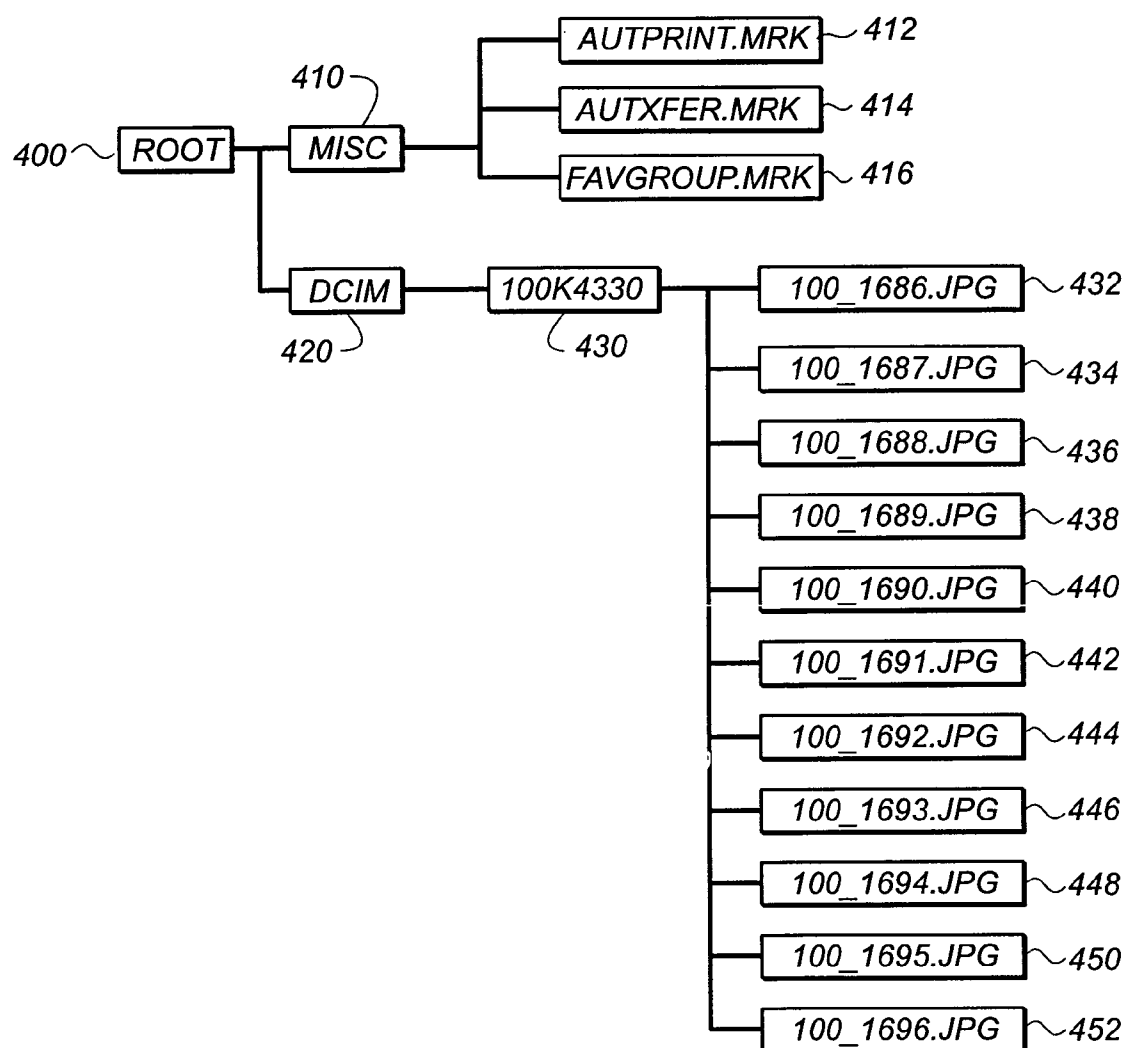 AUTPRINT.MRK 412
410
AUTXFER.MRK 414
400 ROOT MISC
FAVGROUP.MRK 416
DCIM 100K4330 100_1686.JPG 432
420 430
100_1687.JPG 434
100_1688.JPG 436
100_1689.JPG 438
100_1690.JPG 440
100_1691.JPG 442
100_1692.JPG 444
100_1693.JPG 446
100_1694.JPG 448
100_1695.JPG 450
100_1696.JPG 452